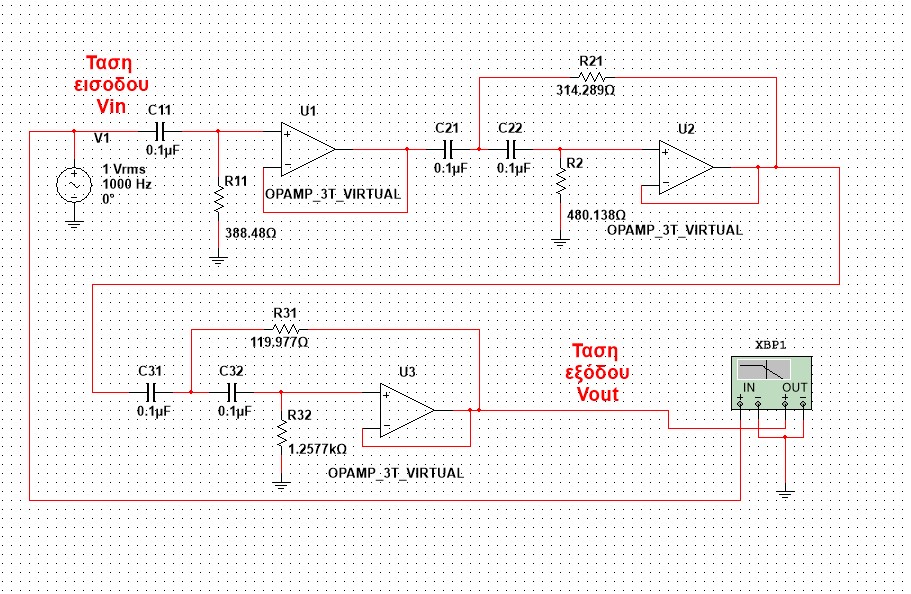 Ταση
εισοδου
Vin
V1
1 Vrms
1000 Hz
0°
C11
0.1µF
R11
388.48Ω
U1
OPAMP_3T_VIRTUAL
C21
0.1µF
C22
0.1µF
R21
314.289Ω
R2
480.138Ω
U2
OPAMP_3T_VIRTUAL
C31
0.1µF
R31
119.977Ω
C32
0.1µF
R32
1.2577kΩ
U3
OPAMP_3T_VIRTUAL
Ταση
εξόδου
Vout
XBP1
IN OUT